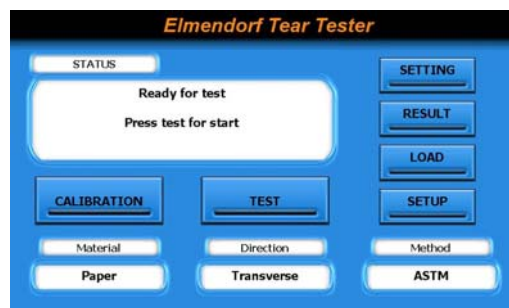 Elmendorf Tear Tester
STATUS
Ready for test
Press test for start
SETTING
RESULT
LOAD
CALIBRATION
TEST
SETUP
Material
Direction
Method
Paper
Transverse
ASTM